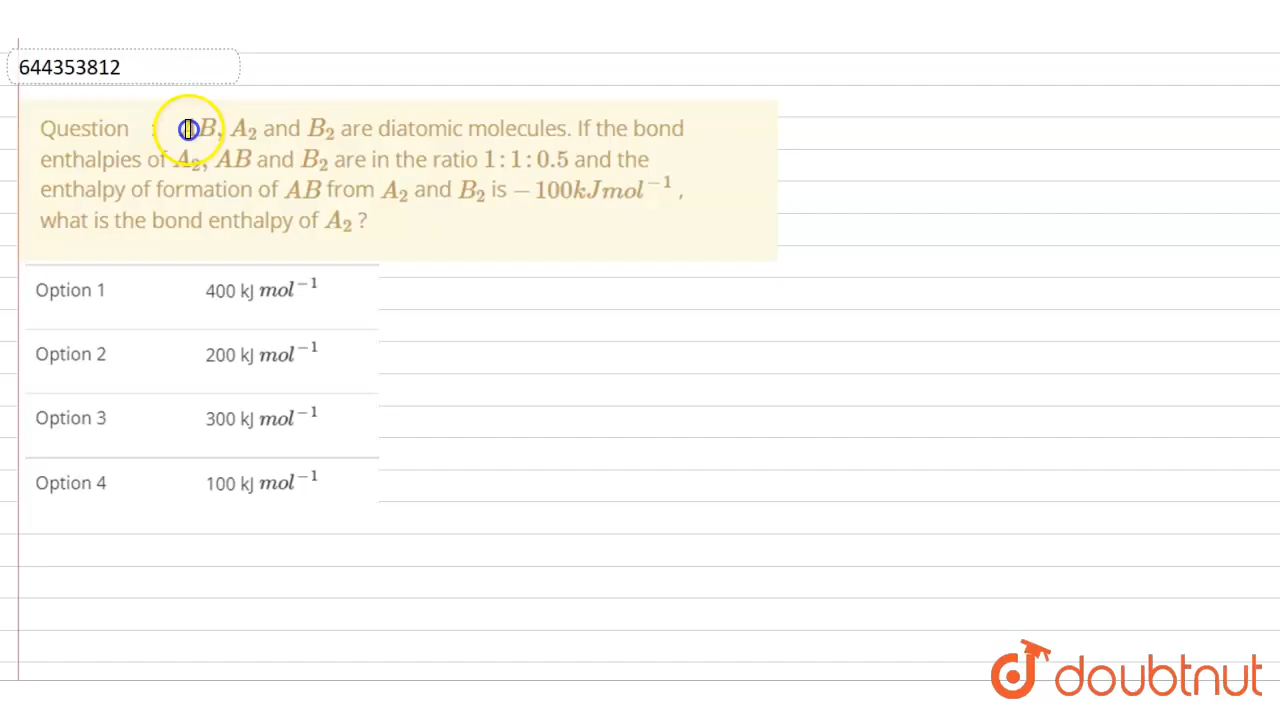 644353812
Question : AB, A₂ and B₂ are diatomic molecules. If the bond
enthalpies of A₂, AB and B₂ are in the ratio 1 : 1 : 0.5 and the
enthalpy of formation of AB from A₂ and B₂ is −100kJmol⁻¹ ,
what is the bond enthalpy of A₂ ?
Option 1 400 kJ mol⁻¹
Option 2 200 kJ mol⁻¹
Option 3 300 kJ mol⁻¹
Option 4 100 kJ mol⁻¹
doubtnut